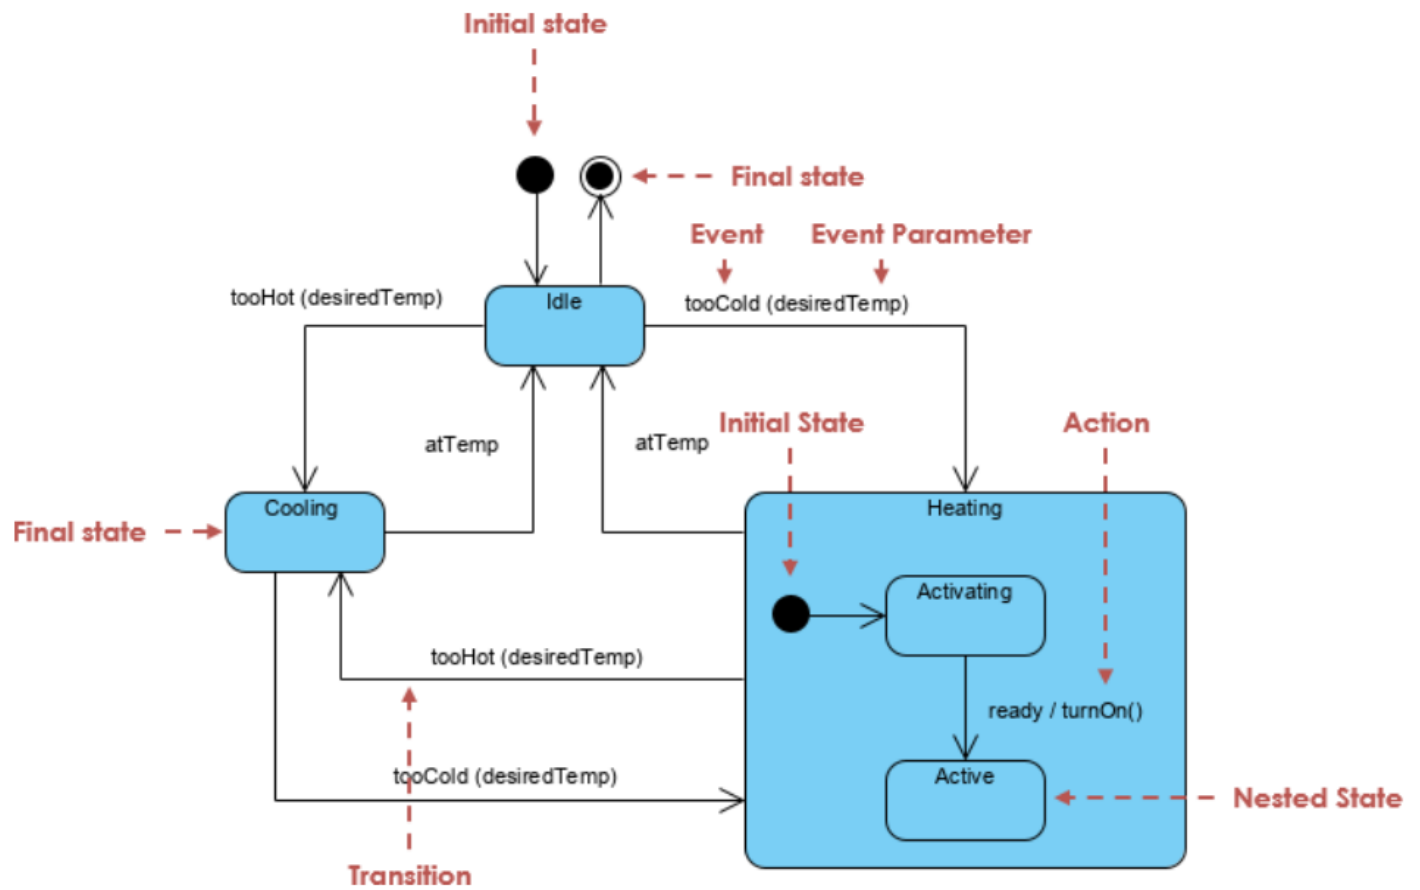 Initial state
Final state
Event
Event Parameter
tooHot (desiredTemp)
Idle
tooCold (desiredTemp)
Initial State
Action
atTemp
atTemp
Cooling
Heating
Final state
Activating
tooHot (desiredTemp)
ready / turnOn()
tooCold (desiredTemp)
Active
Nested State
Transition